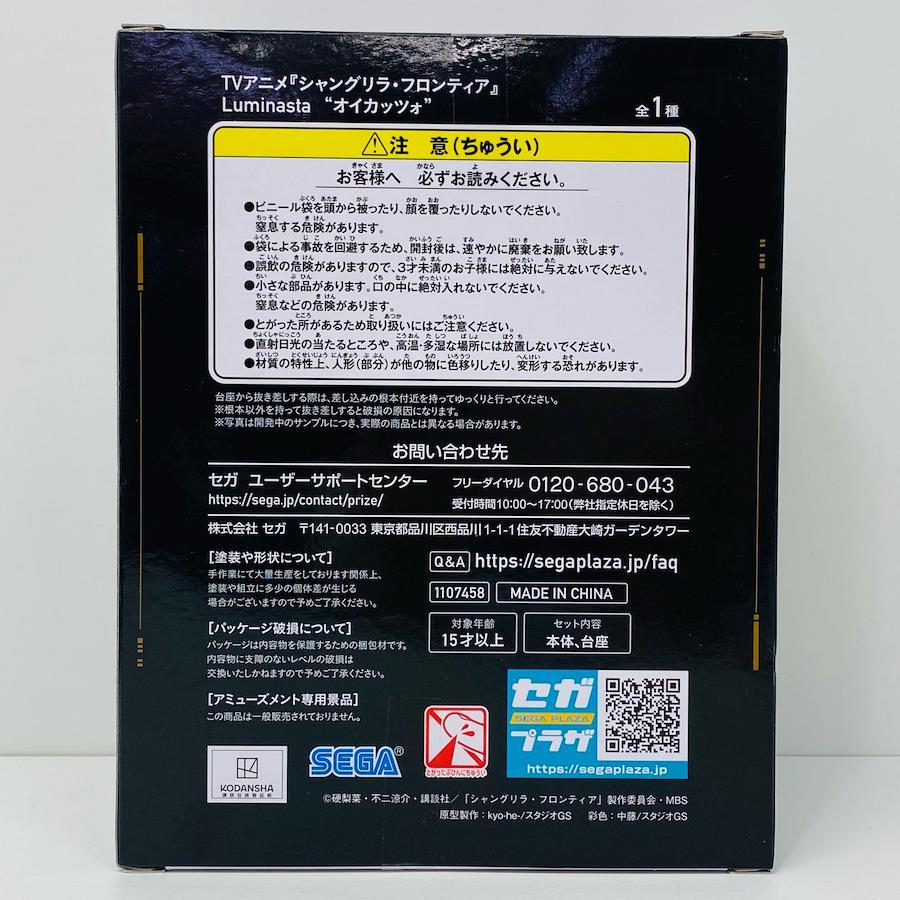 TVアニメ『シャングリラ・フロンティア』
Luminasta “オイカッツォ”
全1種
⚠注 意(ちゅうい)
お客様へ 必ずお読みください。
●ビニール袋を頭から被ったり、顔を覆ったりしないでください。
窒息する危険があります。
●袋による事故を回避するため、開封後は、速やかに廃棄をお願い致します。
●誤飲の危険がありますので、3才未満のお子様には絶対に与えないでください。
●小さな部品があります。口の中に絶対入れないでください。
窒息などの危険があります。
●とがった所があるため取り扱いにはご注意ください。
●直射日光の当たるところや、高温・多湿な場所には放置しないでください。
●材質の特性上、人形(部分)が他の物に色移りしたり、変形する恐れがあります。
台座から抜き差しする際は、差し込みの根本付近を持ってゆっくりと行ってください。
※根本以外を持って抜き差しすると破損の原因になります。
※写真は開発中のサンプルにつき、実際の商品とは異なる場合があります。
お問い合わせ先
セガ ユーザーサポートセンター
https://sega.jp/contact/prize/
フリーダイヤル 0120-680-043
受付時間10:00〜17:00(弊社指定休日を除く)
株式会社 セガ 〒141-0033 東京都品川区西品川1-1-1住友不動産大崎ガーデンタワー
[塗装や形状について]
手作業にて大量生産をしております関係上、
塗装や組立に多少の個体差が生じる
場合がございますので予めご了承ください。
[パッケージ破損について]
パッケージは内容物を保護するための梱包材です。
内容物に支障のないレベルの破損は
交換いたしかねますので予めご了承ください。
[アミューズメント専用景品]
この商品は一般販売されておりません。
Q&A https://segaplaza.jp/faq
1107458 MADE IN CHINA
対象年齢
15才以上
セット内容
本体、台座
セガ
SEGA PLAZA
プラザ
https://segaplaza.jp
KODANSHA
講談社検製証紙
SEGA®
とがったぶひんにちゅうい
©硬梨菜・不二涼介・講談社/「シャングリラ・フロンティア」製作委員会・MBS
原型製作:kyo-he-/スタジオGS 彩色:中藤/スタジオGS